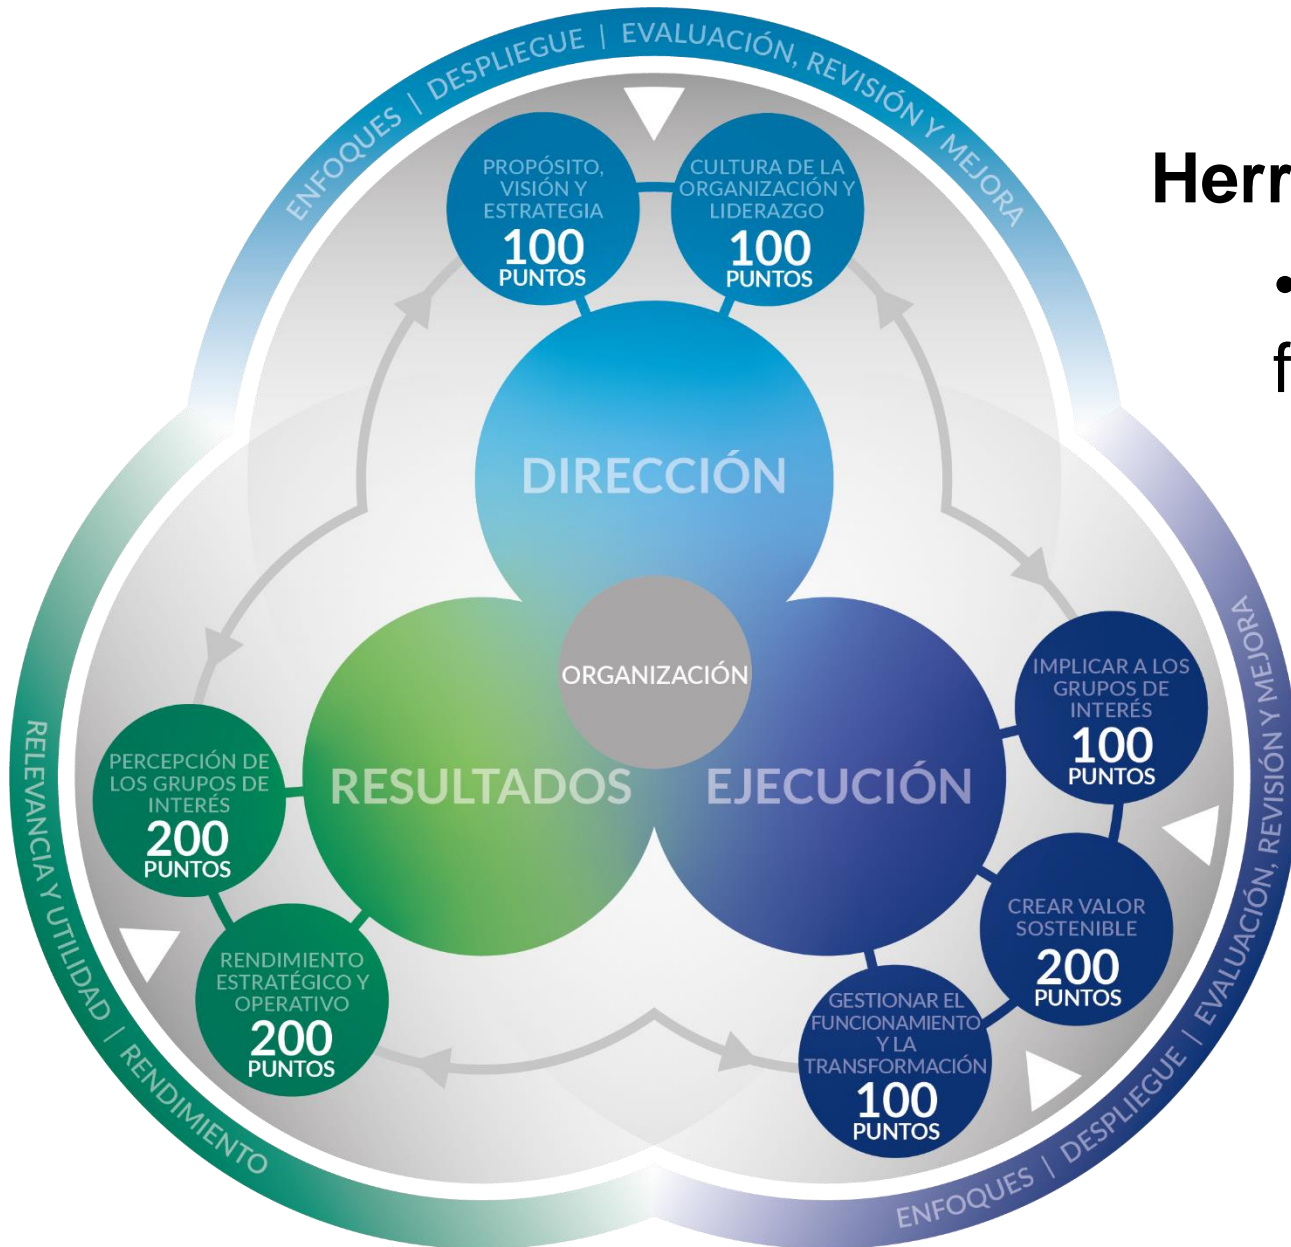 ENFOQUES | DESPLIEGUE | EVALUACIÓN, REVISIÓN Y MEJORA
Herr
•
f
PROPÓSITO,
VISIÓN Y
ESTRATEGIA
100
PUNTOS
CULTURA DE LA
ORGANIZACIÓN Y
LIDERAZGO
100
PUNTOS
DIRECCIÓN
ORGANIZACIÓN
RESULTADOS
EJECUCIÓN
IMPLICAR A LOS
GRUPOS DE
INTERÉS
100
PUNTOS
CREAR VALOR
SOSTENIBLE
200
PUNTOS
GESTIONAR EL
FUNCIONAMIENTO
Y LA
TRANSFORMACIÓN
100
PUNTOS
ENFOQUES | DESPLIEGUE | EVALUACIÓN, REVISIÓN Y MEJORA
PERCEPCIÓN DE
LOS GRUPOS DE
INTERÉS
200
PUNTOS
RENDIMIENTO
ESTRATÉGICO Y
OPERATIVO
200
PUNTOS
RELEVANCIA Y UTILIDAD | RENDIMIENTO